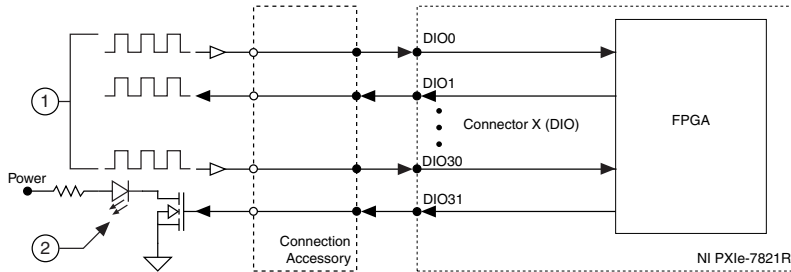 DIO0
1
DIO1
Connector X (DIO)
FPGA
DIO30
Power
DIO31
2
Connection
Accessory
NI PXIe-7821R